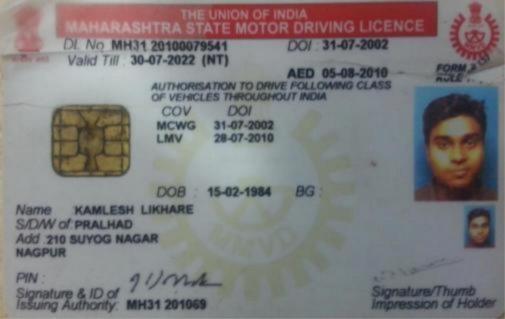 THE UNION OF INDIA
MAHARASHTRA STATE MOTOR DRIVING LICENCE
DL No MH31 20100079541 DOI : 31-07-2002
Valid Till : 30-07-2022 (NT)
AED 05-08-2010
FORM
RULE
AUTHORISATION TO DRIVE FOLLOWING CLASS
OF VEHICLES THROUGHOUT INDIA
COV DOI
MCWG 31-07-2002
LMV 28-07-2010
DOB : 15-02-1984 BG :
Name KAMLESH LIKHARE
S/D/W of PRALHAD
Add 210 SUYOG NAGAR
NAGPUR
PIN :
Signature & ID of
Issuing Authority: MH31 201069
Signature/Thumb
Impression of Holder
MMVD